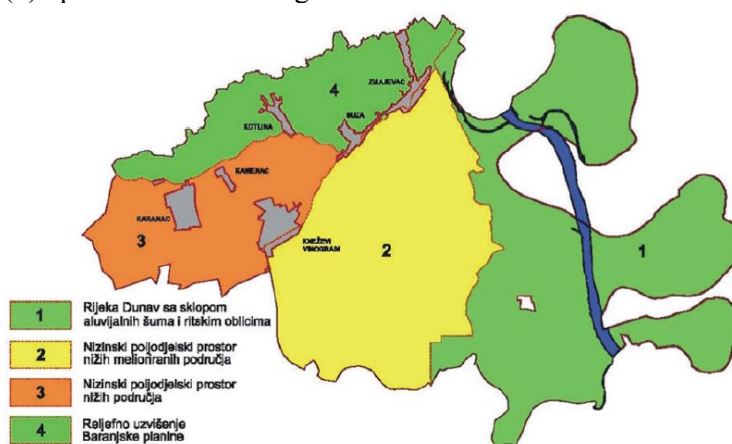 ZMAJEVAC
4
SUZA
KOTLINA
KAMENAC
KARANAC
3
KNEŽEVI
VINOGRADI
2
1
1 Rijeka Dunav sa sklopom
aluvijalnih šuma i ritskim oblicima
2 Nizinski poljodjelski prostor
nižih melioriranih područja
3 Nizinski poljodjelski prostor
nižih područja
4 Reljefno uzvišenje
Baranjske planine